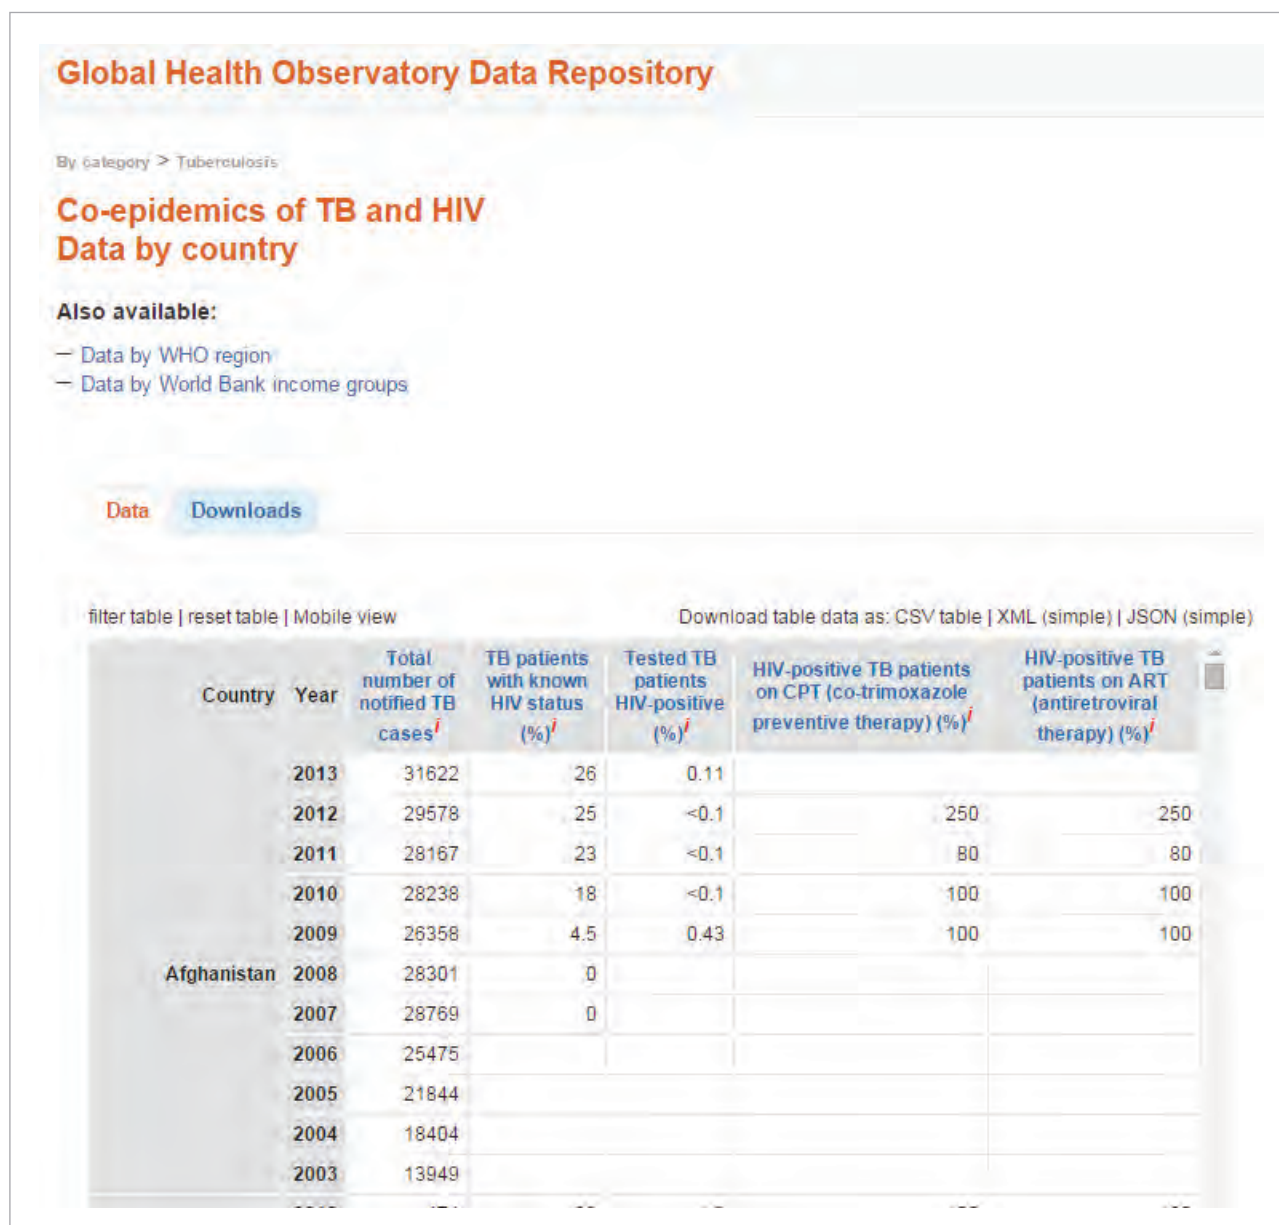 Global Health Observatory Data Repository
By category > Tuberculosis
Co-epidemics of TB and HIV
Data by country
Also available:
— Data by WHO region
— Data by World Bank income groups
Data Downloads
filter table | reset table | Mobile view Download table data as: CSV table | XML (simple) | JSON (simple)
Country Year Total number of notified TB cases i TB patients with known HIV status (%) i Tested TB patients HIV-positive (%) i HIV-positive TB patients on CPT (co-trimoxazole preventive therapy) (%) i HIV-positive TB patients on ART (antiretroviral therapy) (%) i
2013 31622 26 0.11
2012 29578 25 <0.1 250 250
2011 28167 23 <0.1 80 80
2010 28238 18 <0.1 100 100
2009 26358 4.5 0.43 100 100
Afghanistan 2008 28301 0
2007 28769 0
2006 25475
2005 21844
2004 18404
2003 13949